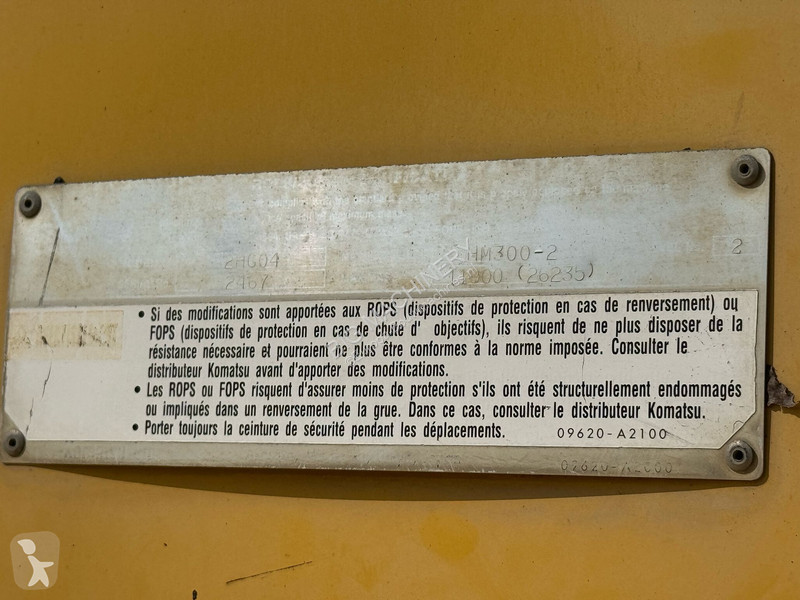 HM300-2 2
2467 11900 (26235)
• Si des modifications sont apportées aux ROPS (dispositifs de protection en cas de renversement) ou
FOPS (dispositifs de protection en cas de chute d' objectifs), ils risquent de ne plus disposer de la
résistance nécessaire et pourraient ne plus être conformes à la norme imposée. Consulter le
distributeur Komatsu avant d'apporter des modifications.
• Les ROPS ou FOPS risquent d'assurer moins de protection s'ils ont été structurellement endommagés
ou impliqués dans un renversement de la grue. Dans ce cas, consulter le distributeur Komatsu.
• Porter toujours la ceinture de sécurité pendant les déplacements. 09620-A2100